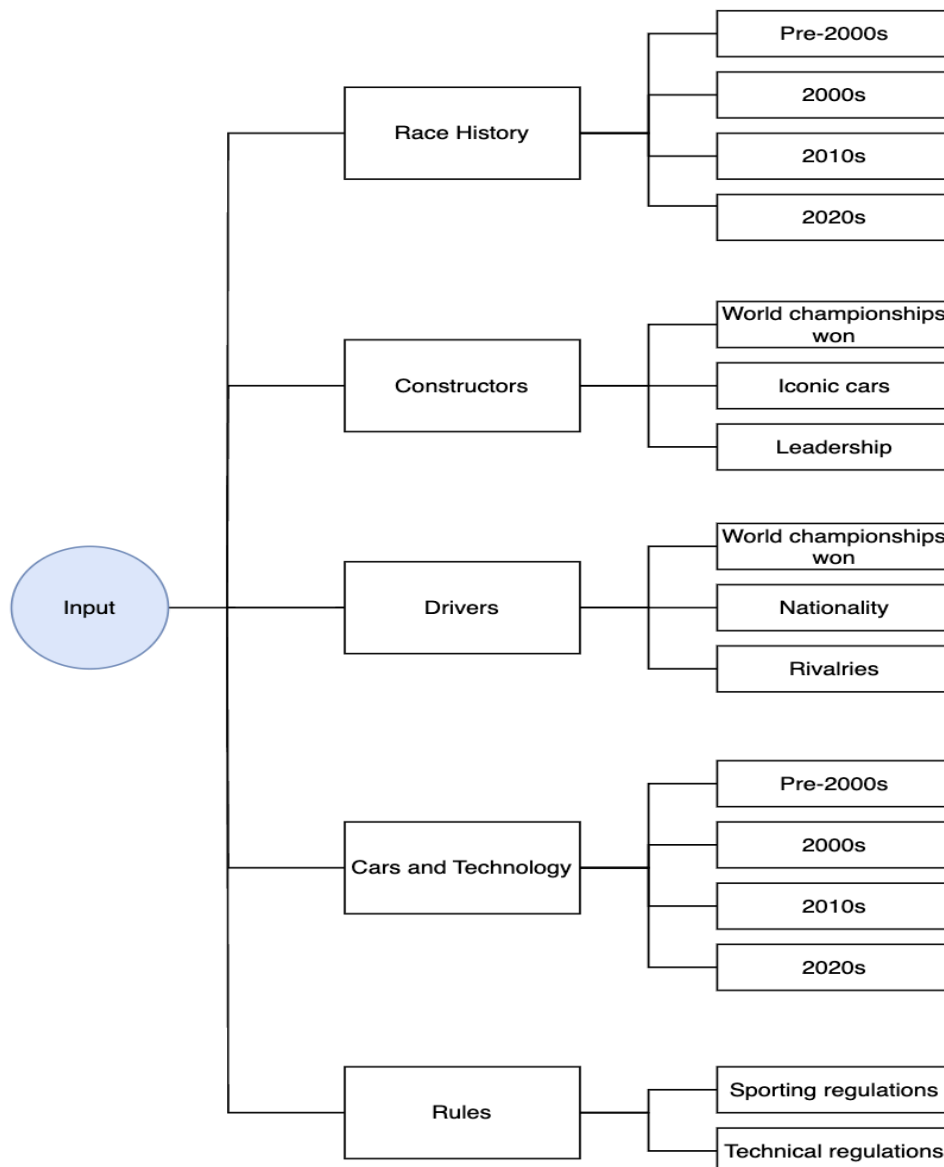 Input
Race History
Pre-2000s
2000s
2010s
2020s
Constructors
World championships
won
Iconic cars
Leadership
Drivers
World championships
won
Nationality
Rivalries
Cars and Technology
Pre-2000s
2000s
2010s
2020s
Rules
Sporting regulations
Technical regulations